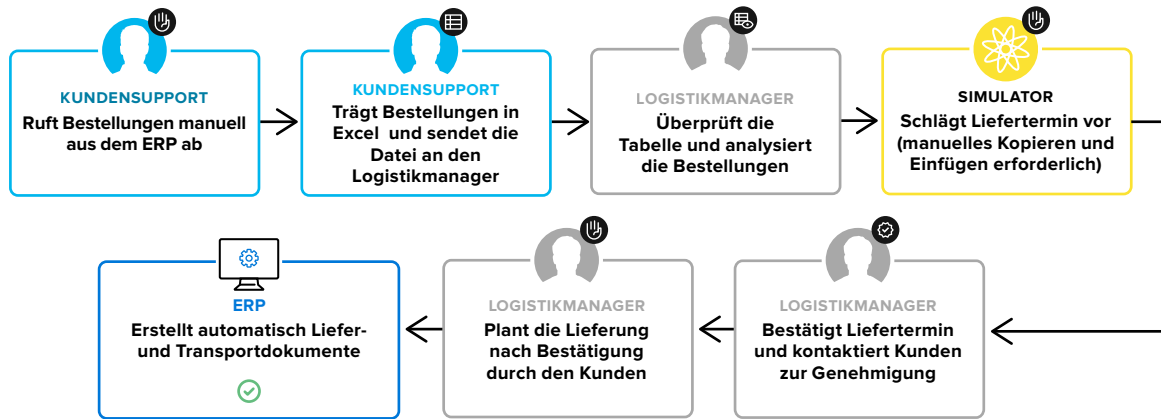 KUNDENSUPPORT
Ruft Bestellungen manuell
aus dem ERP ab
KUNDENSUPPORT
Trägt Bestellungen in
Excel und sendet die
Datei an den
Logistikmanager
LOGISTIKMANAGER
Überprüft die
Tabelle und analysiert
die Bestellungen
SIMULATOR
Schlägt Liefertermin vor
(manuelles Kopieren und
Einfügen erforderlich)
LOGISTIKMANAGER
Bestätigt Liefertermin
und kontaktiert Kunden
zur Genehmigung
LOGISTIKMANAGER
Plant die Lieferung
nach Bestätigung
durch den Kunden
ERP
Erstellt automatisch Liefer-
und Transportdokumente